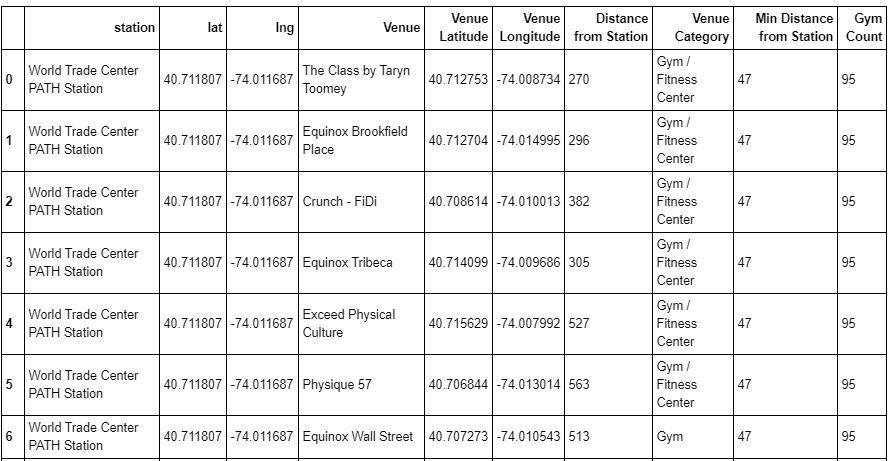 station lat lng Venue Venue Latitude Venue Longitude Distance from Station Venue Category Min Distance from Station Gym Count
0 World Trade Center PATH Station 40.711807 -74.011687 The Class by Taryn Toomey 40.712753 -74.008734 270 Gym / Fitness Center 47 95
1 World Trade Center PATH Station 40.711807 -74.011687 Equinox Brookfield Place 40.712704 -74.014995 296 Gym / Fitness Center 47 95
2 World Trade Center PATH Station 40.711807 -74.011687 Crunch - FiDi 40.708614 -74.010013 382 Gym / Fitness Center 47 95
3 World Trade Center PATH Station 40.711807 -74.011687 Equinox Tribeca 40.714099 -74.009686 305 Gym / Fitness Center 47 95
4 World Trade Center PATH Station 40.711807 -74.011687 Exceed Physical Culture 40.715629 -74.007992 527 Gym / Fitness Center 47 95
5 World Trade Center PATH Station 40.711807 -74.011687 Physique 57 40.706844 -74.013014 563 Gym / Fitness Center 47 95
6 World Trade Center PATH Station 40.711807 -74.011687 Equinox Wall Street 40.707273 -74.010543 513 Gym 47 95